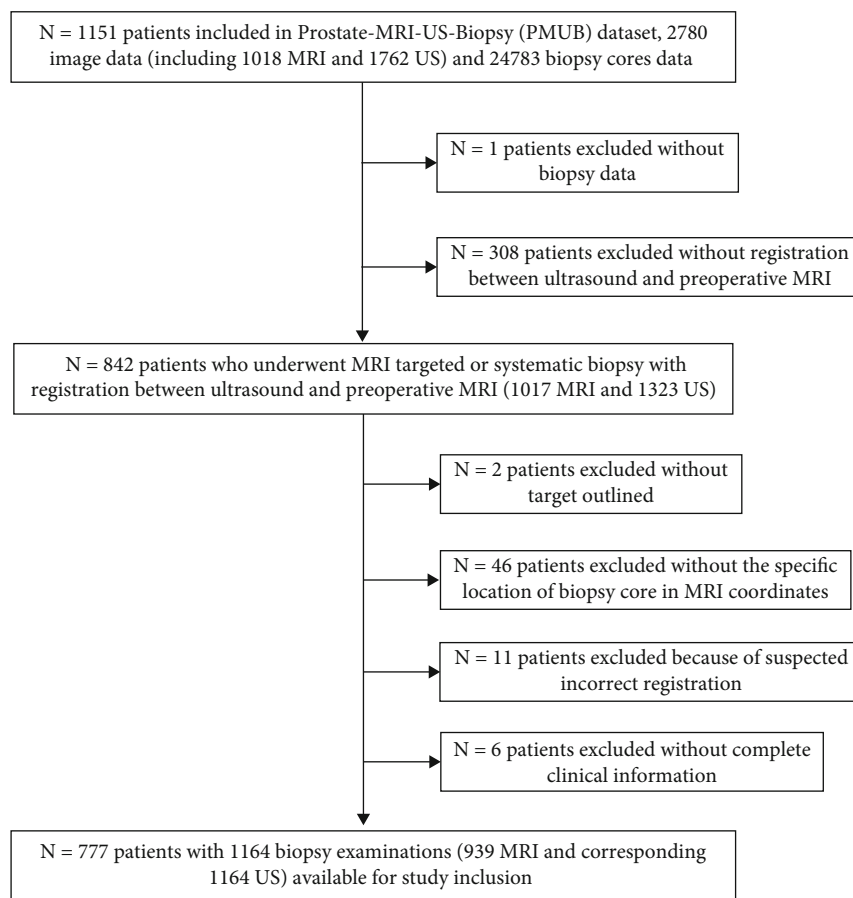 N = 1151 patients included in Prostate-MRI-US-Biopsy (PMUB) dataset, 2780
image data (including 1018 MRI and 1762 US) and 24783 biopsy cores data
N = 1 patients excluded without
biopsy data
N = 308 patients excluded without registration
between ultrasound and preoperative MRI
N = 842 patients who underwent MRI targeted or systematic biopsy with
registration between ultrasound and preoperative MRI (1017 MRI and 1323 US)
N = 2 patients excluded without
target outlined
N = 46 patients excluded without the specific
location of biopsy core in MRI coordinates
N = 11 patients excluded because of suspected
incorrect registration
N = 6 patients excluded without complete
clinical information
N = 777 patients with 1164 biopsy examinations (939 MRI and corresponding
1164 US) available for study inclusion